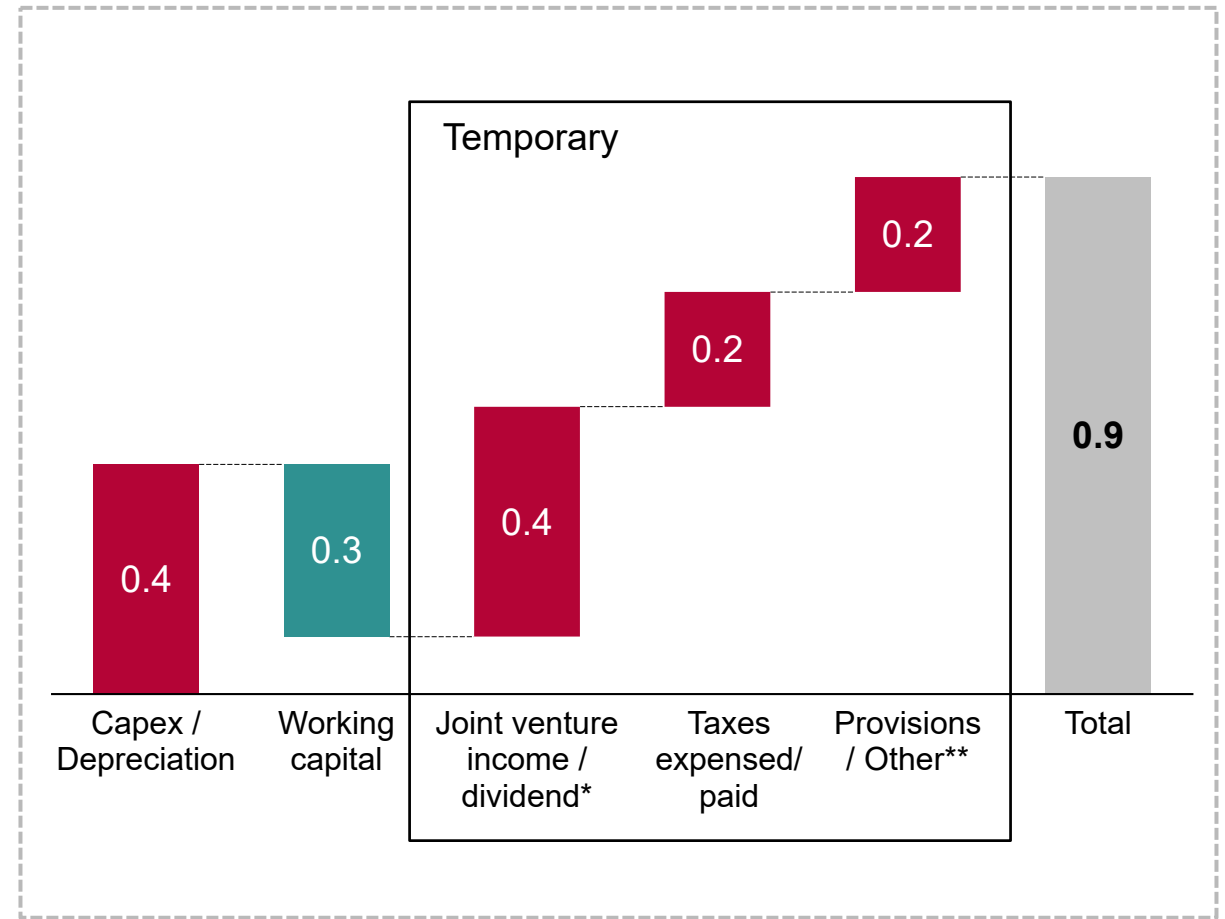 Temporary
0.2
0.2
0.9
0.4
0.3
0.4
Capex /
Depreciation
Working
capital
Joint venture
income /
dividend*
Taxes
expensed/
paid
Provisions
/ Other**
Total